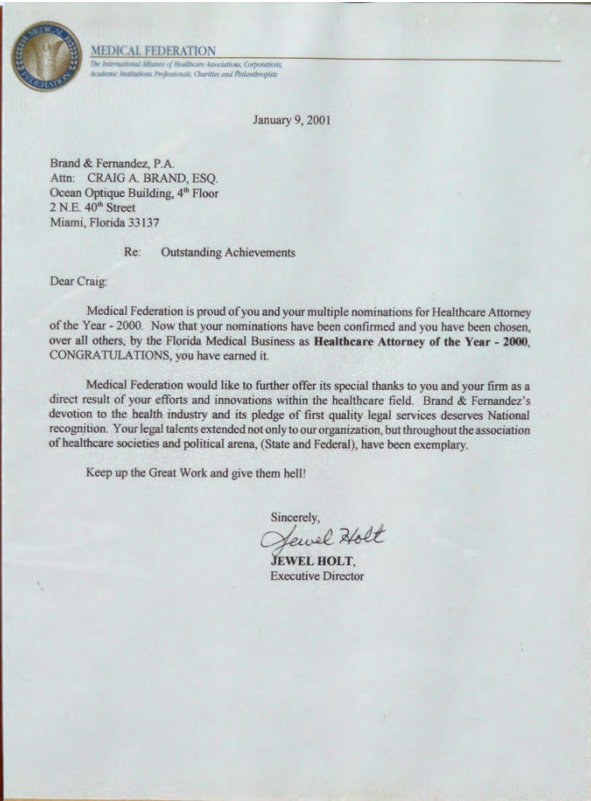 MEDICAL FEDERATION
MEDICAL FEDERATION
The International Alliance of Healthcare Associations, Corporations,
Academic Institutions, Professionals, Charities and Philanthropists
January 9, 2001
Brand & Fernandez, P.A.
Attn: CRAIG A. BRAND, ESQ.
Ocean Optique Building, 4th Floor
2 N.E. 40th Street
Miami, Florida 33137
Re: Outstanding Achievements
Dear Craig:
Medical Federation is proud of you and your multiple nominations for Healthcare Attorney
of the Year - 2000. Now that your nominations have been confirmed and you have been chosen,
over all others, by the Florida Medical Business as Healthcare Attorney of the Year - 2000,
CONGRATULATIONS, you have earned it.
Medical Federation would like to further offer its special thanks to you and your firm as a
direct result of your efforts and innovations within the healthcare field. Brand & Fernandez's
devotion to the health industry and its pledge of first quality legal services deserves National
recognition. Your legal talents extended not only to our organization, but throughout the association
of healthcare societies and political arena, (State and Federal), have been exemplary.
Keep up the Great Work and give them hell!
Sincerely,
Jewel Holt
JEWEL HOLT,
Executive Director